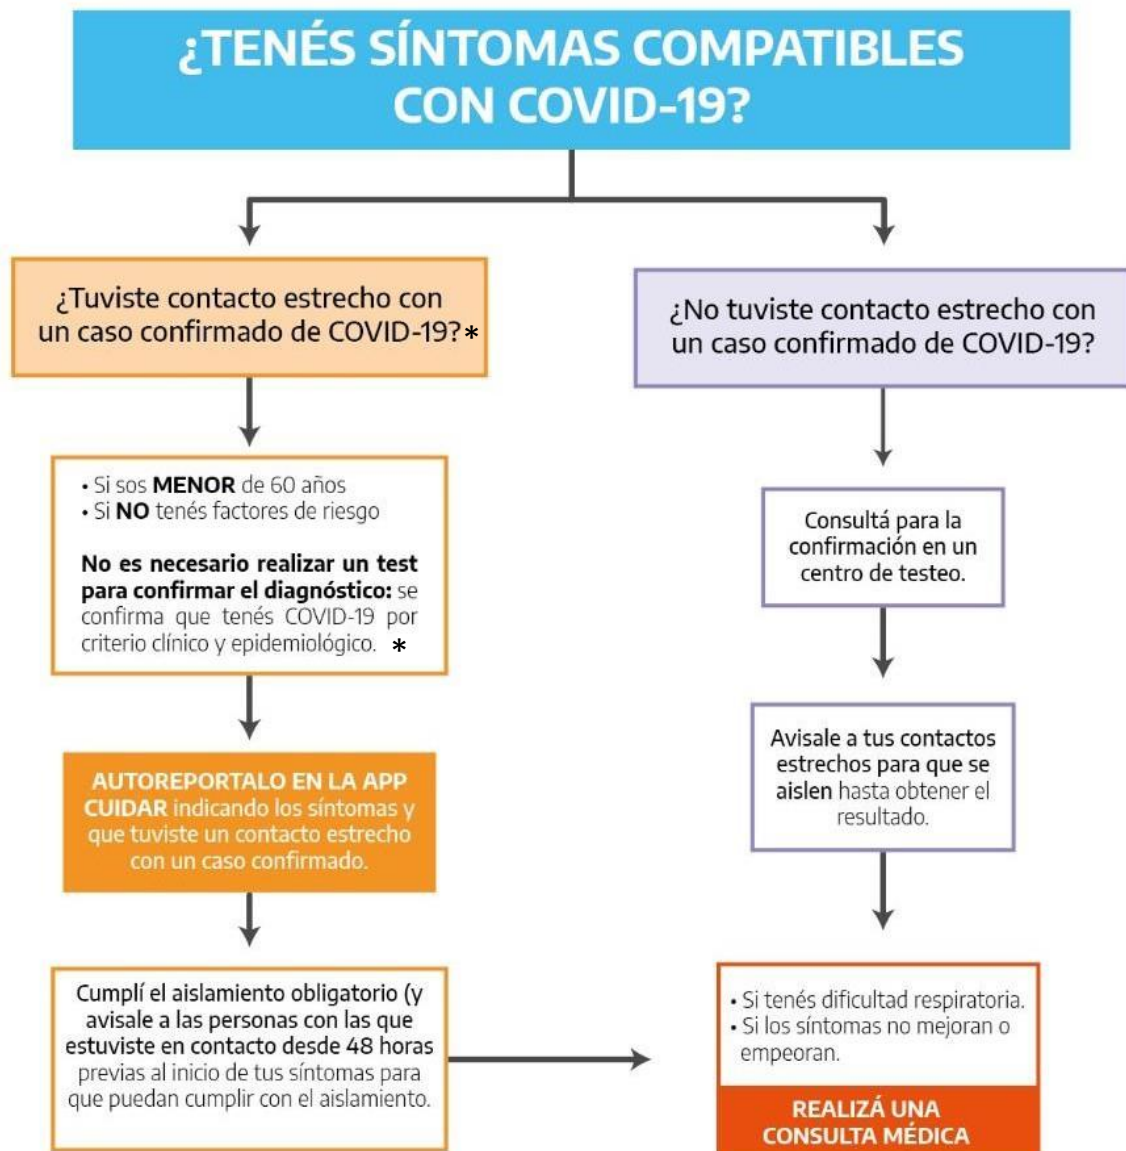 ¿TENÉS SÍNTOMAS COMPATIBLES
CON COVID-19?
¿Tuviste contacto estrecho con
un caso confirmado de COVID-19?*
• Si sos MENOR de 60 años
• Si NO tenés factores de riesgo
No es necesario realizar un test
para confirmar el diagnóstico: se
confirma que tenés COVID-19 por
criterio clínico y epidemiológico. *
AUTOREPORTALO EN LA APP
CUIDAR indicando los síntomas y
que tuviste un contacto estrecho
con un caso confirmado.
Cumplí el aislamiento obligatorio (y
avisale a las personas con las que
estuviste en contacto desde 48 horas
previas al inicio de tus síntomas para
que puedan cumplir con el aislamiento.
¿No tuviste contacto estrecho con
un caso confirmado de COVID-19?
Consultá para la
confirmación en un
centro de testeo.
Avisale a tus contactos
estrechos para que se
aislen hasta obtener el
resultado.
• Si tenés dificultad respiratoria.
• Si los síntomas no mejoran o
empeoran.
REALIZÁ UNA
CONSULTA MÉDICA